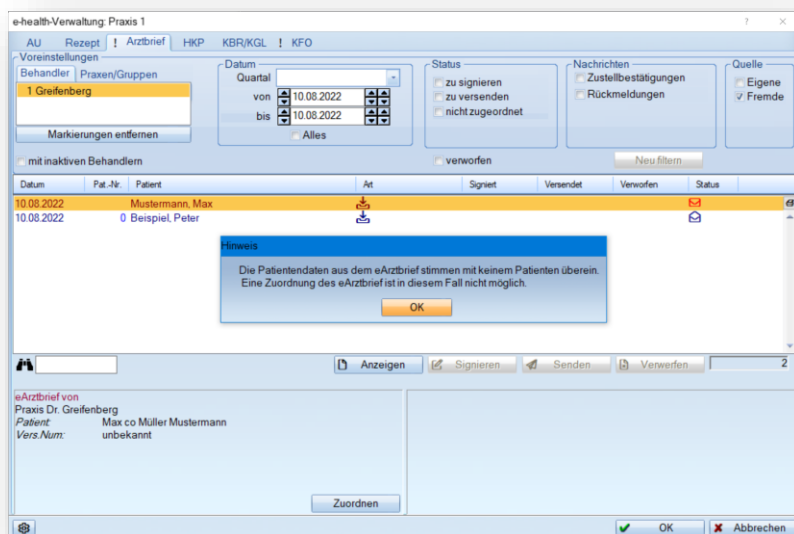 e-health-Verwaltung: Praxis 1 ? ×
AU Rezept ! Arztbrief HKP KBR/KGL ! KFO
Voreinstellungen
Behandler Praxen/Gruppen
1 Greifenberg
Markierungen entfernen
mit inaktiven Behandlern
Datum
Quartal
von 10.08.2022
bis 10.08.2022
Alles
Status
zu signieren
zu versenden
nicht zugeordnet
verworfen
Nachrichten
Zustellbestätigungen
Rückmeldungen
Neu filtern
Quelle
Eigene
Fremde
Datum Pat.-Nr. Patient Art Signiert Versendet Verworfen Status
10.08.2022 Mustermann, Max
10.08.2022 0 Beispiel, Peter
Hinweis
Die Patientendaten aus dem eArztbrief stimmen mit keinem Patienten überein.
Eine Zuordnung des eArztbrief ist in diesem Fall nicht möglich.
OK
Anzeigen Signieren Senden Verwerfen 2
eArztbrief von
Praxis Dr. Greifenberg
Patient: Max co Müller Mustermann
Vers.Num: unbekannt
Zuordnen
OK Abbrechen